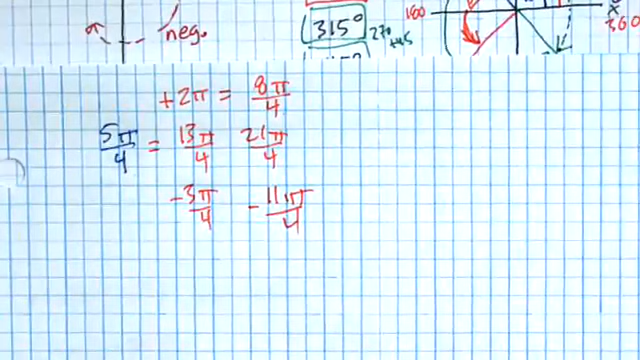 neg.
315°
270
+45
180
x
360
+2π = 8π/4
5π/4 = 13π/4 21π/4
-3π/4 -11π/4